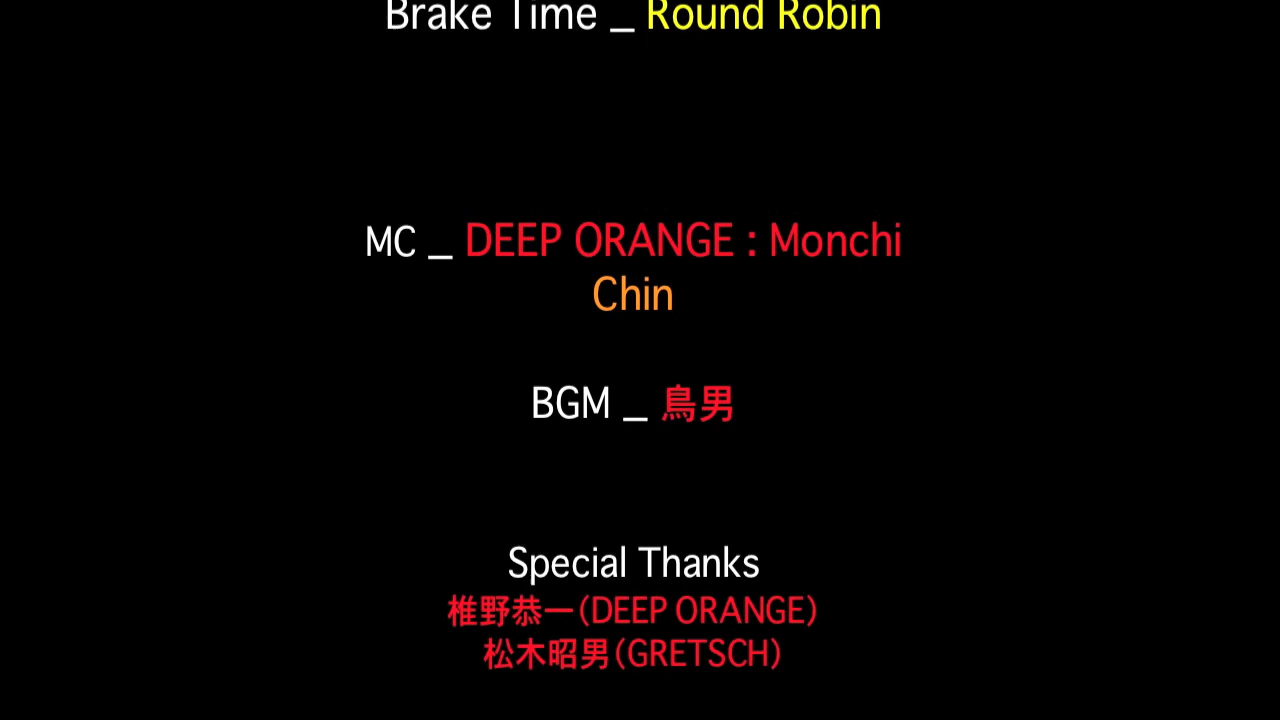 Brake Time _ Round Robin
MC _ DEEP ORANGE : Monchi
Chin
BGM _ 鳥男
Special Thanks
椎野恭一(DEEP ORANGE)
松木昭男(GRETSCH)